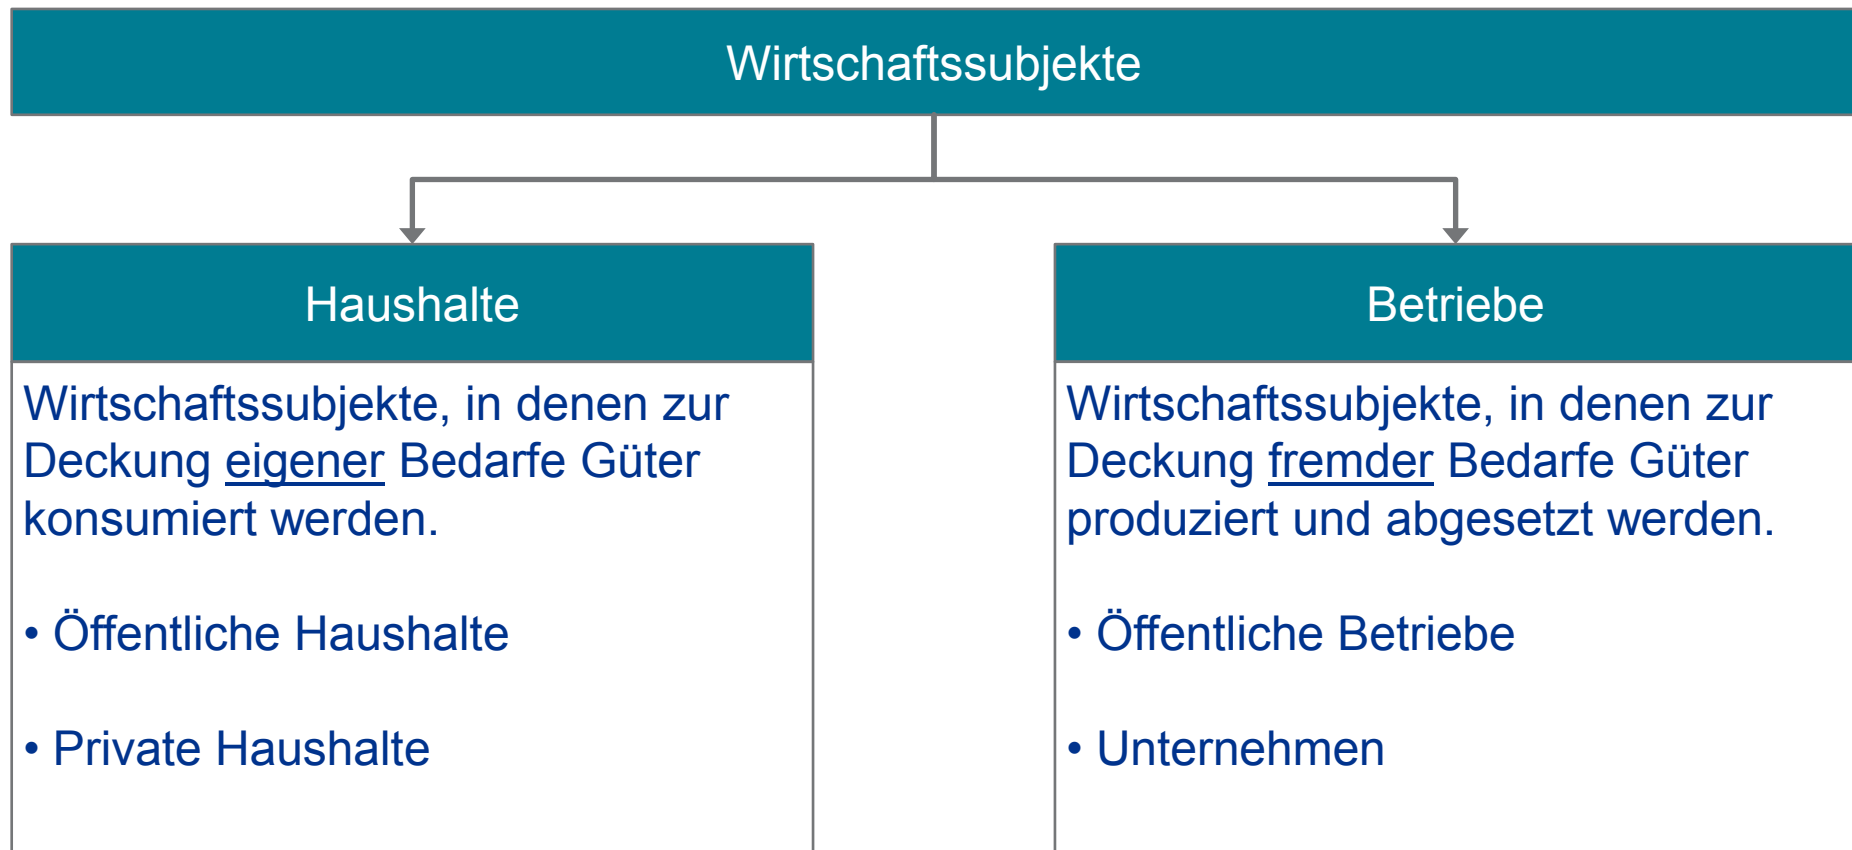 Wirtschaftssubjekte
Haushalte
Wirtschaftssubjekte, in denen zur
Deckung eigener Bedarfe Güter
konsumiert werden.
• Öffentliche Haushalte
• Private Haushalte
Betriebe
Wirtschaftssubjekte, in denen zur
Deckung fremder Bedarfe Güter
produziert und abgesetzt werden.
• Öffentliche Betriebe
• Unternehmen